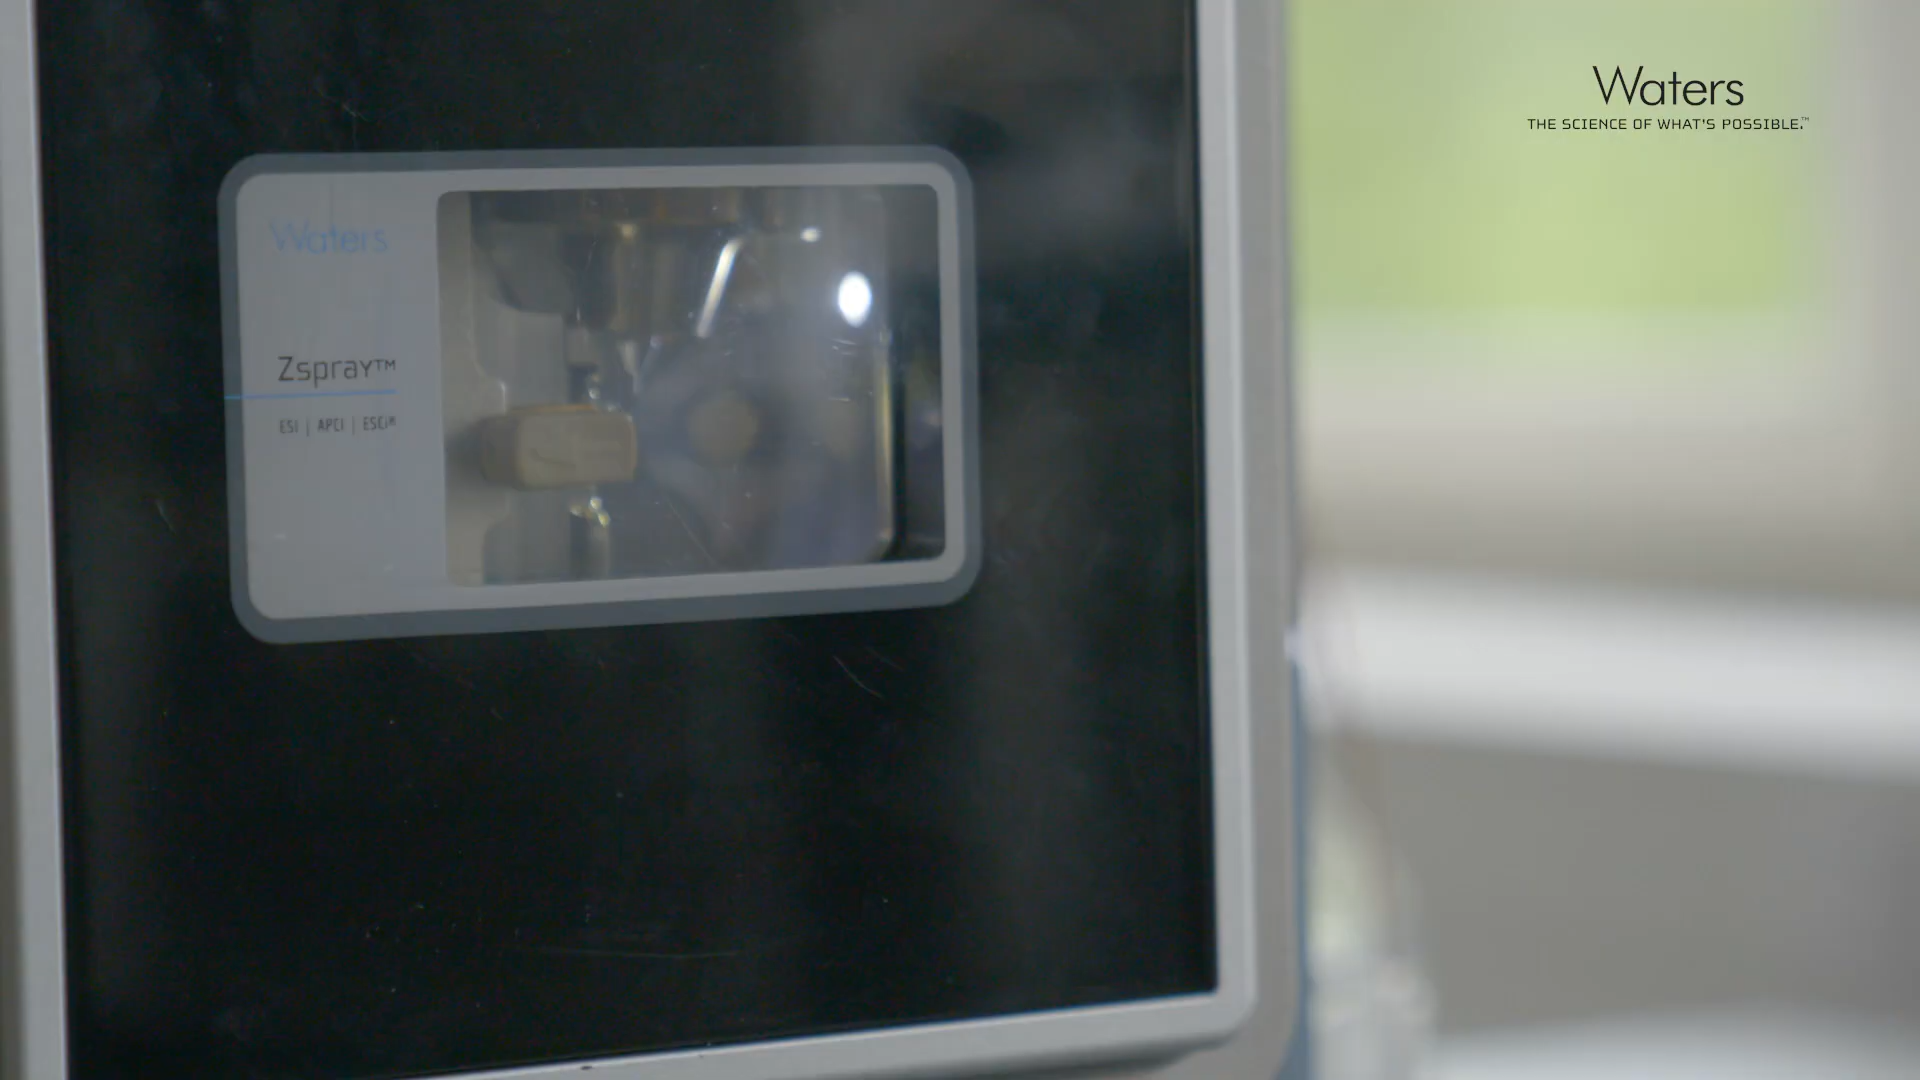 Waters
THE SCIENCE OF WHAT'S POSSIBLE.™
Waters
Zspray™
ESI | APCI | ESCi®